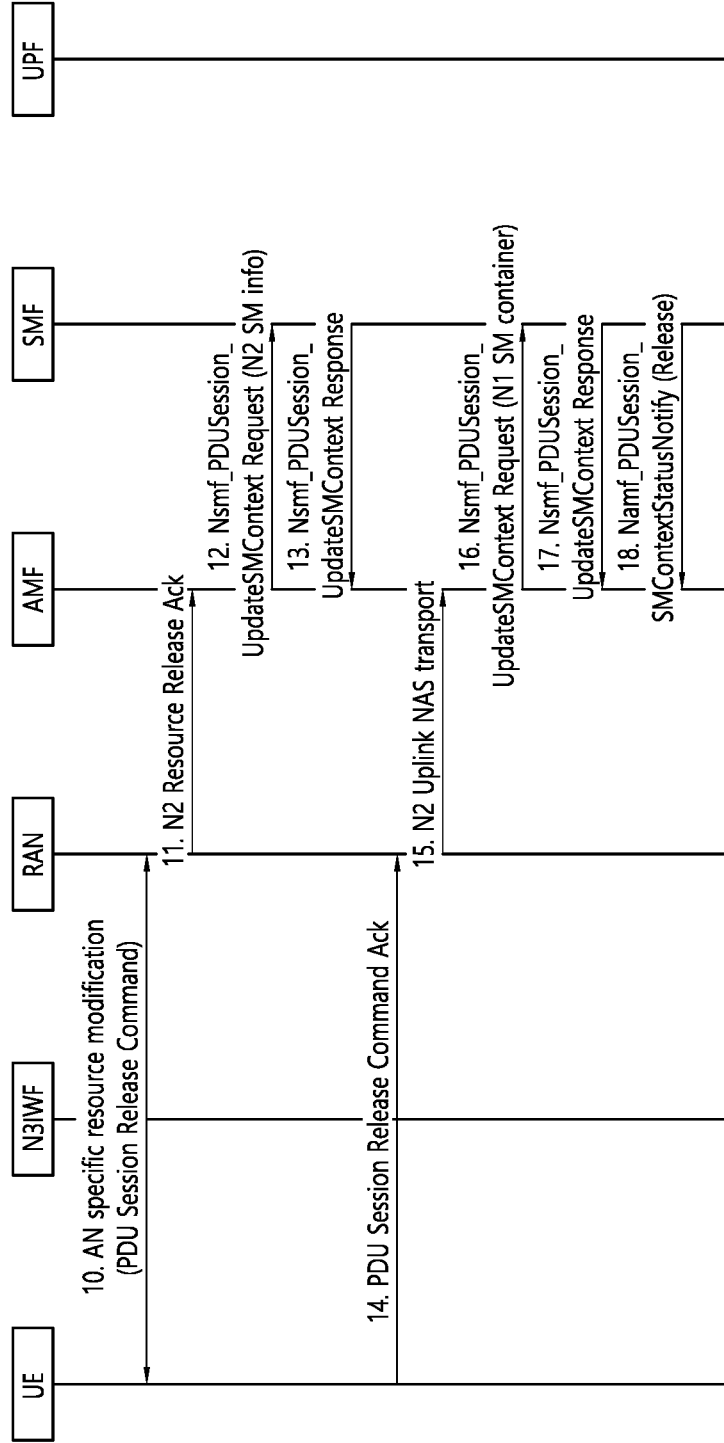 UE
N3IWF
RAN
AMF
SMF
UPF
10. AN specific resource modification
(PDU Session Release Command)
11. N2 Resource Release Ack
12. Nsmf_PDUSession_
UpdateSMContext Request (N2 SM info)
13. Nsmf_PDUSession_
UpdateSMContext Response
14. PDU Session Release Command Ack
15. N2 Uplink NAS transport
16. Nsmf_PDUSession_
UpdateSMContext Request (N1 SM container)
17. Nsmf_PDUSession_
UpdateSMContext Response
18. Namf_PDUSession_
SMContextStatusNotify (Release)